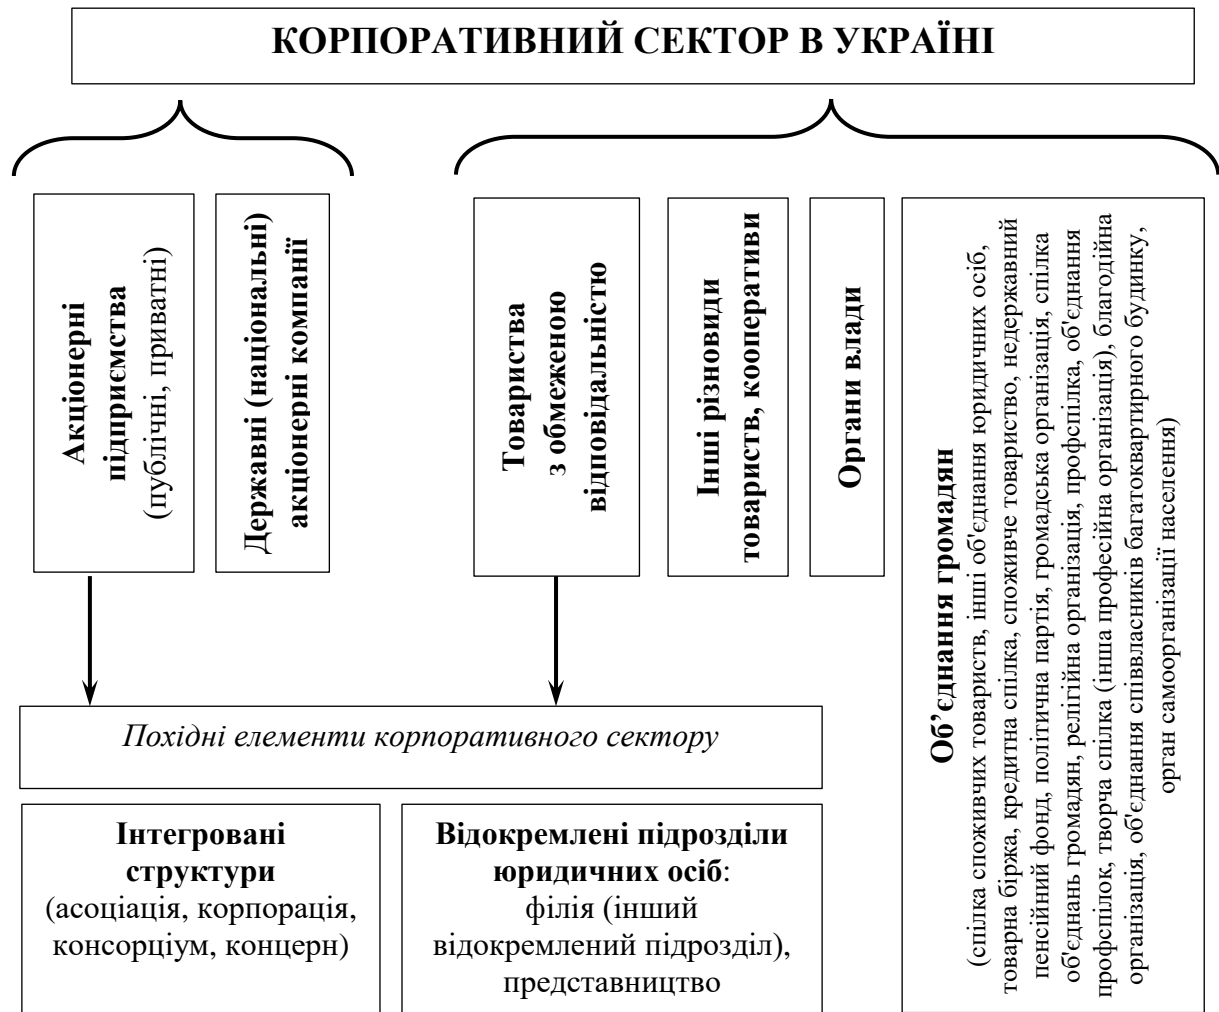 КОРПОРАТИВНИЙ СЕКТОР В УКРАЇНІ
Акціонерні
підприємства
(публічні, приватні)
Державні (національні)
акціонерні компанії
Товариства
з обмеженою
відповідальністю
Інші різновиди
товариств, кооперативи
Органи влади
Об’єднання громадян
(спілка споживчих товариств, інші об'єднання юридичних осіб,
товарна біржа, кредитна спілка, споживче товариство, недержавний
пенсійний фонд, політична партія, громадська організація, спілка
об'єднань громадян, релігійна організація, профспілка, об'єднання
профспілок, творча спілка (інша професійна організація), благодійна
організація, об'єднання співвласників багатоквартирного будинку,
орган самоорганізації населення)
Похідні елементи корпоративного сектору
Інтегровані
структури
(асоціація, корпорація,
консорціум, концерн)
Відокремлені підрозділи
юридичних осіб:
філія (інший
відокремлений підрозділ),
представництво